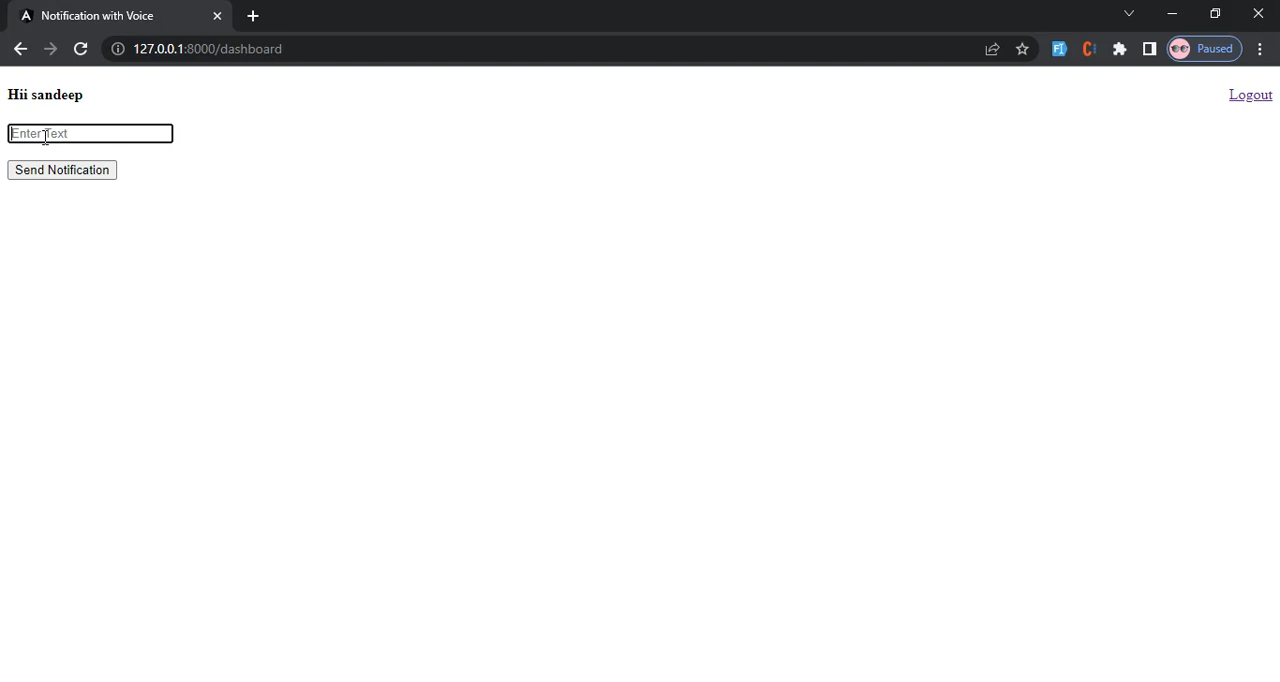 Notification with Voice
127.0.0.1:8000/dashboard
Paused
Hii sandeep
Logout
Enter Text
Send Notification